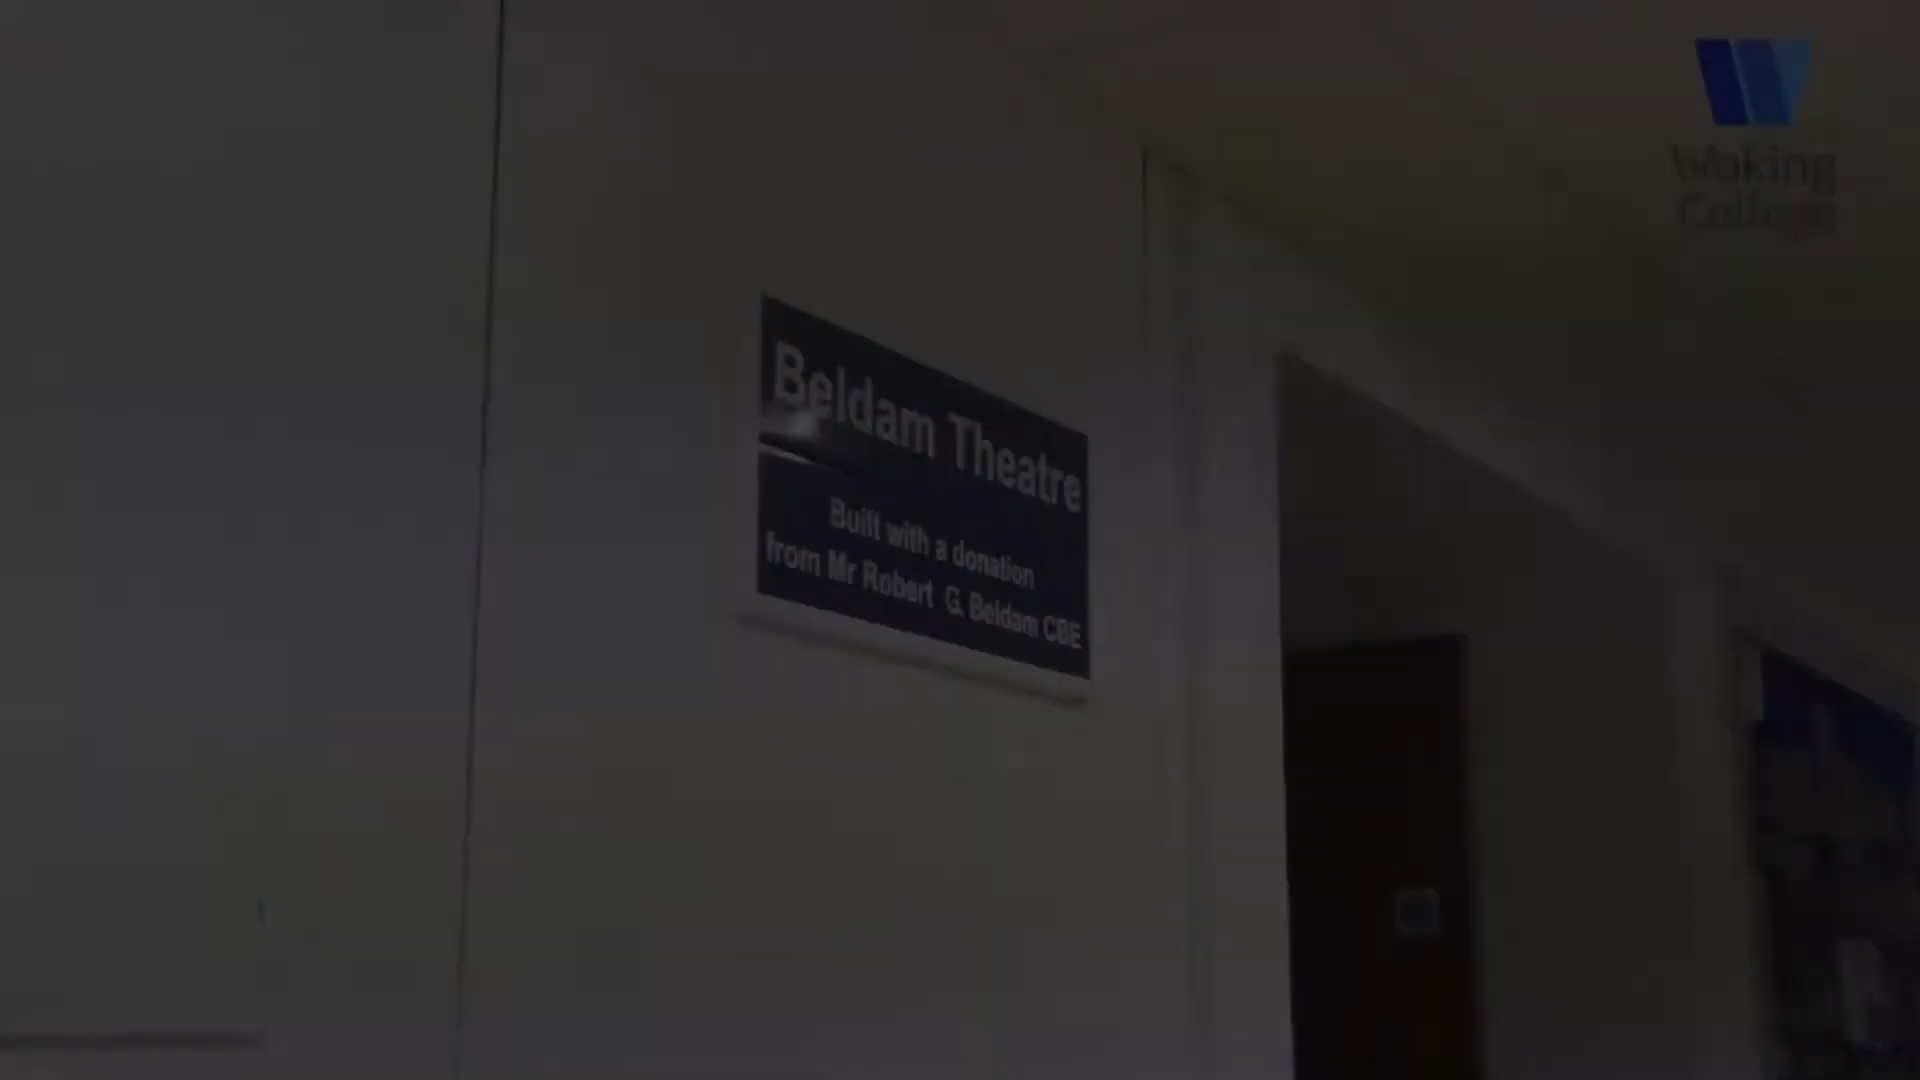 Woking
College
Beldam Theatre
Built with a donation
from Mr Robert G. Beldam CBE